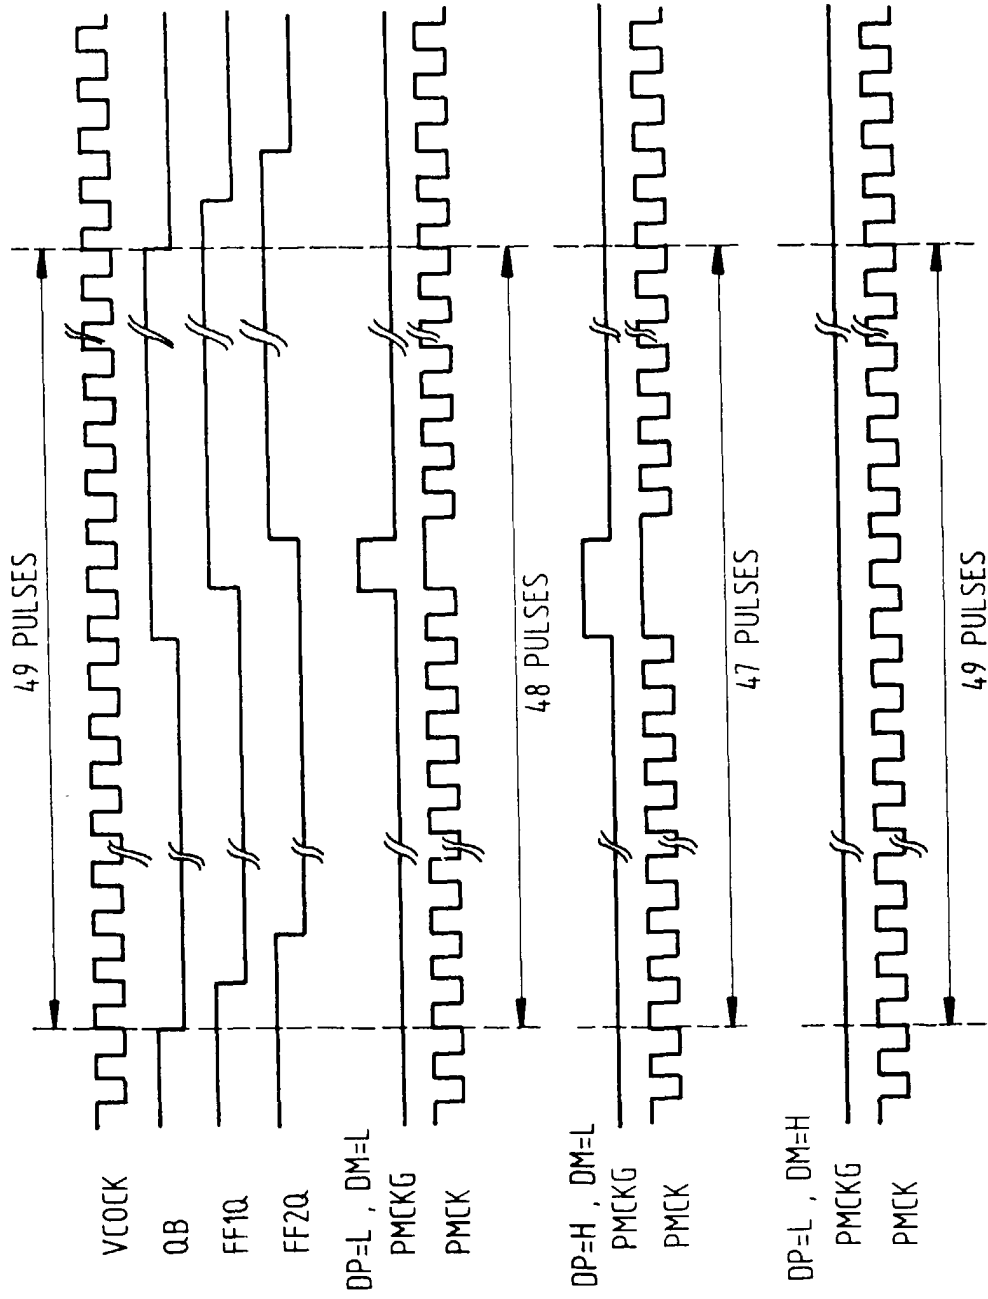 49 PULSES
VCOCK
QB
FF1Q
FF2Q
DP=L , DM=L
PMCKG
PMCK
48 PULSES
DP=H , DM=L
PMCKG
PMCK
47 PULSES
DP=L , DM=H
PMCKG
PMCK
49 PULSES